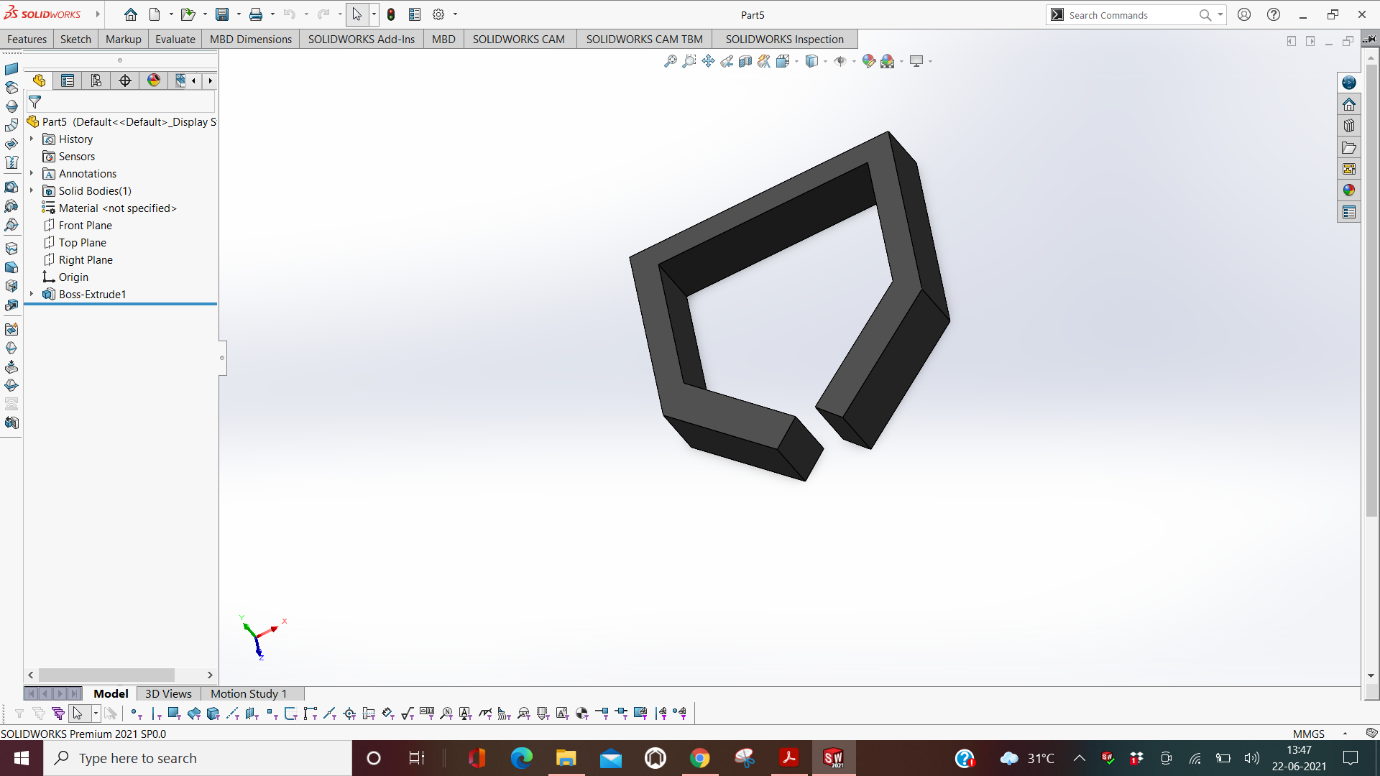 SOLIDWORKS
Part5
Search Commands
Features Sketch Markup Evaluate MBD Dimensions SOLIDWORKS Add-Ins MBD SOLIDWORKS CAM SOLIDWORKS CAM TBM SOLIDWORKS Inspection
Part5 (Default<<Default>_Display S
History
Sensors
A Annotations
Solid Bodies(1)
Material <not specified>
Front Plane
Top Plane
Right Plane
Origin
Boss-Extrude1
Y
X
Z
Model 3D Views Motion Study 1
SOLIDWORKS Premium 2021 SP0.0
MMGS
Type here to search
SW
2021
31°C
13:47
22-06-2021